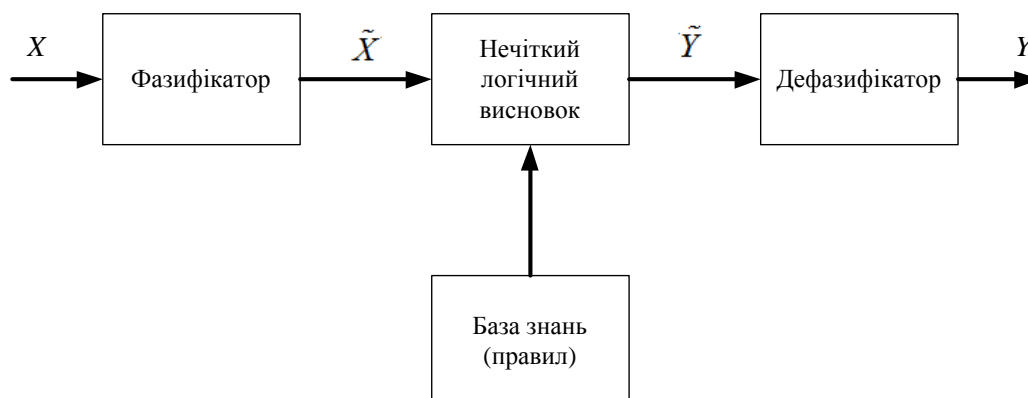 X
Фазифікатор
X̃
Нечіткий
логічний
висновок
Ỹ
Дефазифікатор
Y
База знань
(правил)